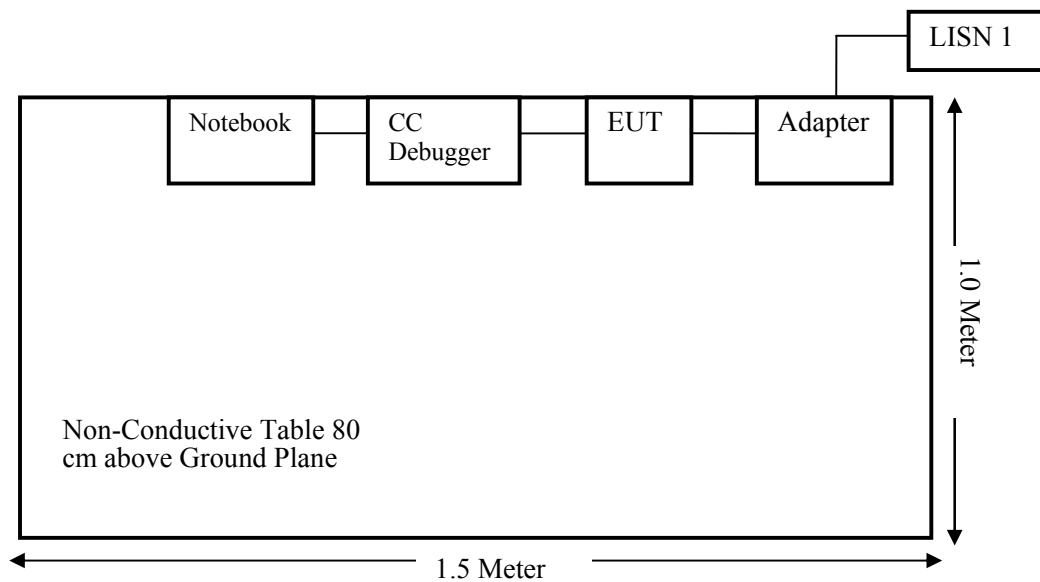 LISN 1
Notebook
CC
Debugger
EUT
Adapter
1.0 Meter
Non-Conductive Table 80
cm above Ground Plane
1.5 Meter